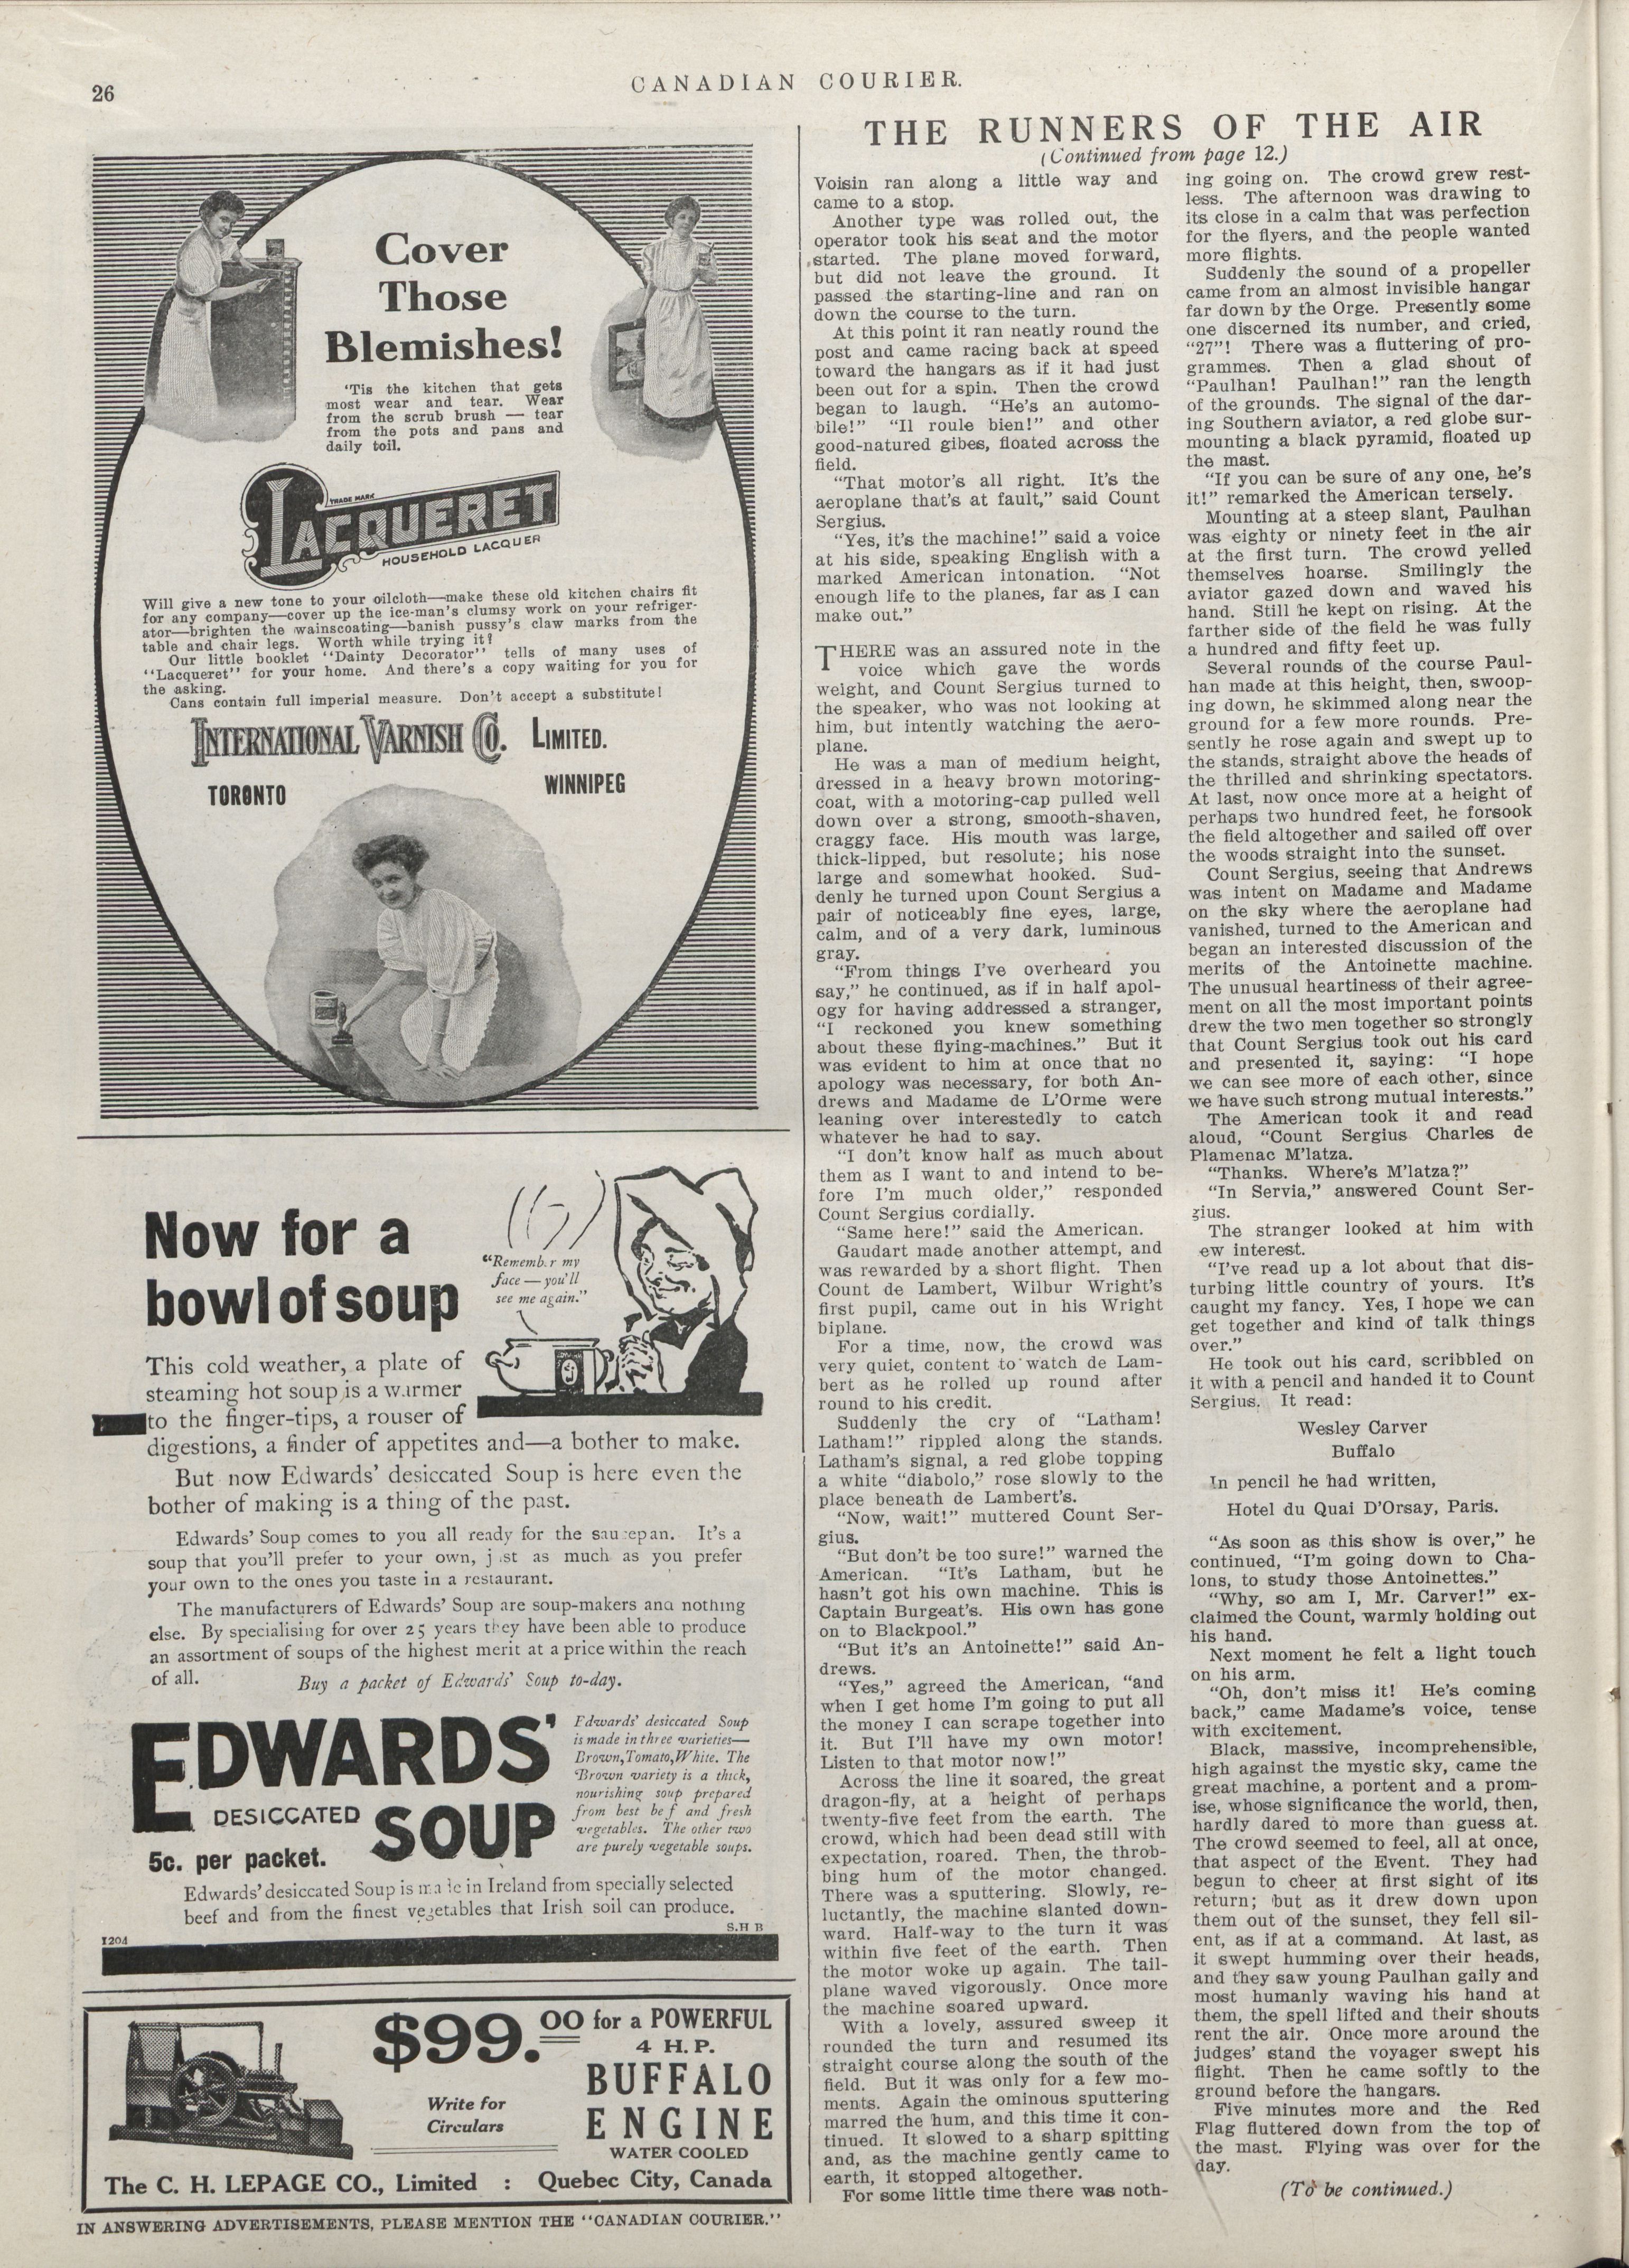 26
CANADIAN COURIER.
Cover
Those
Blemishes!
'Tis the kitchen that gets
most wear and tear. Wear
from the scrub brush — tear
from the pots and pans and
daily toil.
TRADE MARK
LACQUERET
HOUSEHOLD LACQUER
Will give a new tone to your oilcloth—make these old kitchen chairs fit
for any company—cover up the ice-man's clumsy work on your refriger-
ator—brighten the wainscoating—banish pussy's claw marks from the
table and chair legs. Worth while trying it?
Our little booklet "Dainty Decorator" tells of many uses of
"Lacqueret" for your home. And there's a copy waiting for you for
the asking.
Cans contain full imperial measure. Don't accept a substitute!
INTERNATIONAL VARNISH CO. LIMITED.
TORONTO WINNIPEG
Now for a
bowl of soup
"Remember my
face — you'll
see me again."
This cold weather, a plate of
steaming hot soup is a warmer
to the finger-tips, a rouser of
digestions, a finder of appetites and—a bother to make.
But now Edwards' desiccated Soup is here even the
bother of making is a thing of the past.
Edwards' Soup comes to you all ready for the saucepan. It's a
soup that you'll prefer to your own, just as much as you prefer
your own to the ones you taste in a restaurant.
The manufacturers of Edwards' Soup are soup-makers and nothing
else. By specialising for over 25 years they have been able to produce
an assortment of soups of the highest merit at a price within the reach
of all. Buy a packet of Edwards' Soup to-day.
EDWARDS'
DESICCATED SOUP
5c. per packet.
Edwards' desiccated Soup
is made in three varieties—
Brown, Tomato, White. The
Brown variety is a thick,
nourishing soup prepared
from best beef and fresh
vegetables. The other two
are purely vegetable soups.
Edwards' desiccated Soup is made in Ireland from specially selected
beef and from the finest vegetables that Irish soil can produce.
S.H B
1204
$99.00 for a POWERFUL
4 H. P.
BUFFALO
ENGINE
WATER COOLED
Write for
Circulars
The C. H. LEPAGE CO., Limited : Quebec City, Canada
IN ANSWERING ADVERTISEMENTS, PLEASE MENTION THE "CANADIAN COURIER."
THE RUNNERS OF THE AIR
(Continued from page 12.)
Voisin ran along a little way and
came to a stop.
Another type was rolled out, the
operator took his seat and the motor
started. The plane moved forward,
but did not leave the ground. It
passed the starting-line and ran on
down the course to the turn.
At this point it ran neatly round the
post and came racing back at speed
toward the hangars as if it had just
been out for a spin. Then the crowd
began to laugh. "He's an automo-
bile!" "Il roule bien!" and other
good-natured gibes, floated across the
field.
"That motor's all right. It's the
aeroplane that's at fault," said Count
Sergius.
"Yes, it's the machine!" said a voice
at his side, speaking English with a
marked American intonation. "Not
enough life to the planes, far as I can
make out."
THERE was an assured note in the
voice which gave the words
weight, and Count Sergius turned to
the speaker, who was not looking at
him, but intently watching the aero-
plane.
He was a man of medium height,
dressed in a heavy brown motoring-
coat, with a motoring-cap pulled well
down over a strong, smooth-shaven,
craggy face. His mouth was large,
thick-lipped, but resolute; his nose
large and somewhat hooked. Sud-
denly he turned upon Count Sergius a
pair of noticeably fine eyes, large,
calm, and of a very dark, luminous
gray.
"From things I've overheard you
say," he continued, as if in half apol-
ogy for having addressed a stranger,
"I reckoned you knew something
about these flying-machines." But it
was evident to him at once that no
apology was necessary, for both An-
drews and Madame de L'Orme were
leaning over interestedly to catch
whatever he had to say.
"I don't know half as much about
them as I want to and intend to be-
fore I'm much older," responded
Count Sergius cordially.
"Same here!" said the American.
Gaudart made another attempt, and
was rewarded by a short flight. Then
Count de Lambert, Wilbur Wright's
first pupil, came out in his Wright
biplane.
For a time, now, the crowd was
very quiet, content to watch de Lam-
bert as he rolled up round after
round to his credit.
Suddenly the cry of "Latham!
Latham!" rippled along the stands.
Latham's signal, a red globe topping
a white "diabolo," rose slowly to the
place beneath de Lambert's.
"Now, wait!" muttered Count Ser-
gius.
"But don't be too sure!" warned the
American. "It's Latham, but he
hasn't got his own machine. This is
Captain Burgeat's. His own has gone
on to Blackpool."
"But it's an Antoinette!" said An-
drews.
"Yes," agreed the American, "and
when I get home I'm going to put all
the money I can scrape together into
it. But I'll have my own motor!
Listen to that motor now!"
Across the line it soared, the great
dragon-fly, at a height of perhaps
twenty-five feet from the earth. The
crowd, which had been dead still with
expectation, roared. Then, the throb-
bing hum of the motor changed.
There was a sputtering. Slowly, re-
luctantly, the machine slanted down-
ward. Half-way to the turn it was
within five feet of the earth. Then
the motor woke up again. The tail-
plane waved vigorously. Once more
the machine soared upward.
With a lovely, assured sweep it
rounded the turn and resumed its
straight course along the south of the
field. But it was only for a few mo-
ments. Again the ominous sputtering
marred the hum, and this time it con-
tinued. It slowed to a sharp spitting
and, as the machine gently came to
earth, it stopped altogether.
For some little time there was noth-
ing going on. The crowd grew rest-
less. The afternoon was drawing to
its close in a calm that was perfection
for the flyers, and the people wanted
more flights.
Suddenly the sound of a propeller
came from an almost invisible hangar
far down by the Orge. Presently some
one discerned its number, and cried,
"27"! There was a fluttering of pro-
grammes. Then a glad shout of
"Paulhan! Paulhan!" ran the length
of the grounds. The signal of the dar-
ing Southern aviator, a red globe sur-
mounting a black pyramid, floated up
the mast.
"If you can be sure of any one, he's
it!" remarked the American tersely.
Mounting at a steep slant, Paulhan
was eighty or ninety feet in the air
at the first turn. The crowd yelled
themselves hoarse. Smilingly the
aviator gazed down and waved his
hand. Still he kept on rising. At the
farther side of the field he was fully
a hundred and fifty feet up.
Several rounds of the course Paul-
han made at this height, then, swoop-
ing down, he skimmed along near the
ground for a few more rounds. Pre-
sently he rose again and swept up to
the stands, straight above the heads of
the thrilled and shrinking spectators.
At last, now once more at a height of
perhaps two hundred feet, he forsook
the field altogether and sailed off over
the woods straight into the sunset.
Count Sergius, seeing that Andrews
was intent on Madame and Madame
on the sky where the aeroplane had
vanished, turned to the American and
began an interested discussion of the
merits of the Antoinette machine.
The unusual heartiness of their agree-
ment on all the most important points
drew the two men together so strongly
that Count Sergius took out his card
and presented it, saying: "I hope
we can see more of each other, since
we have such strong mutual interests."
The American took it and read
aloud, "Count Sergius Charles de
Plamenac M'latza.
"Thanks. Where's M'latza?"
"In Servia," answered Count Ser-
gius.
The stranger looked at him with
ew interest.
"I've read up a lot about that dis-
turbing little country of yours. It's
caught my fancy. Yes, I hope we can
get together and kind of talk things
over."
He took out his card, scribbled on
it with a pencil and handed it to Count
Sergius. It read:
Wesley Carver
Buffalo
In pencil he had written,
Hotel du Quai D'Orsay, Paris.
"As soon as this show is over," he
continued, "I'm going down to Cha-
lons, to study those Antoinettes."
"Why, so am I, Mr. Carver!" ex-
claimed the Count, warmly holding out
his hand.
Next moment he felt a light touch
on his arm.
"Oh, don't miss it! He's coming
back," came Madame's voice, tense
with excitement.
Black, massive, incomprehensible,
high against the mystic sky, came the
great machine, a portent and a prom-
ise, whose significance the world, then,
hardly dared to more than guess at.
The crowd seemed to feel, all at once,
that aspect of the Event. They had
begun to cheer at first sight of its
return; but as it drew down upon
them out of the sunset, they fell sil-
ent, as if at a command. At last, as
it swept humming over their heads,
and they saw young Paulhan gaily and
most humanly waving his hand at
them, the spell lifted and their shouts
rent the air. Once more around the
judges' stand the voyager swept his
flight. Then he came softly to the
ground before the hangars.
Five minutes more and the Red
Flag fluttered down from the top of
the mast. Flying was over for the
day.
(To be continued.)